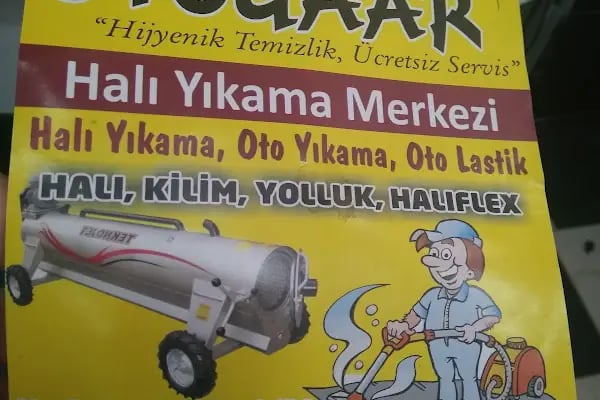 "Hijyenik Temizlik, Ücretsiz Servis"
Halı Yıkama Merkezi
Halı Yıkama, Oto Yıkama, Oto Lastik
HALI, KİLİM, YOLLUK, HALIFLEX